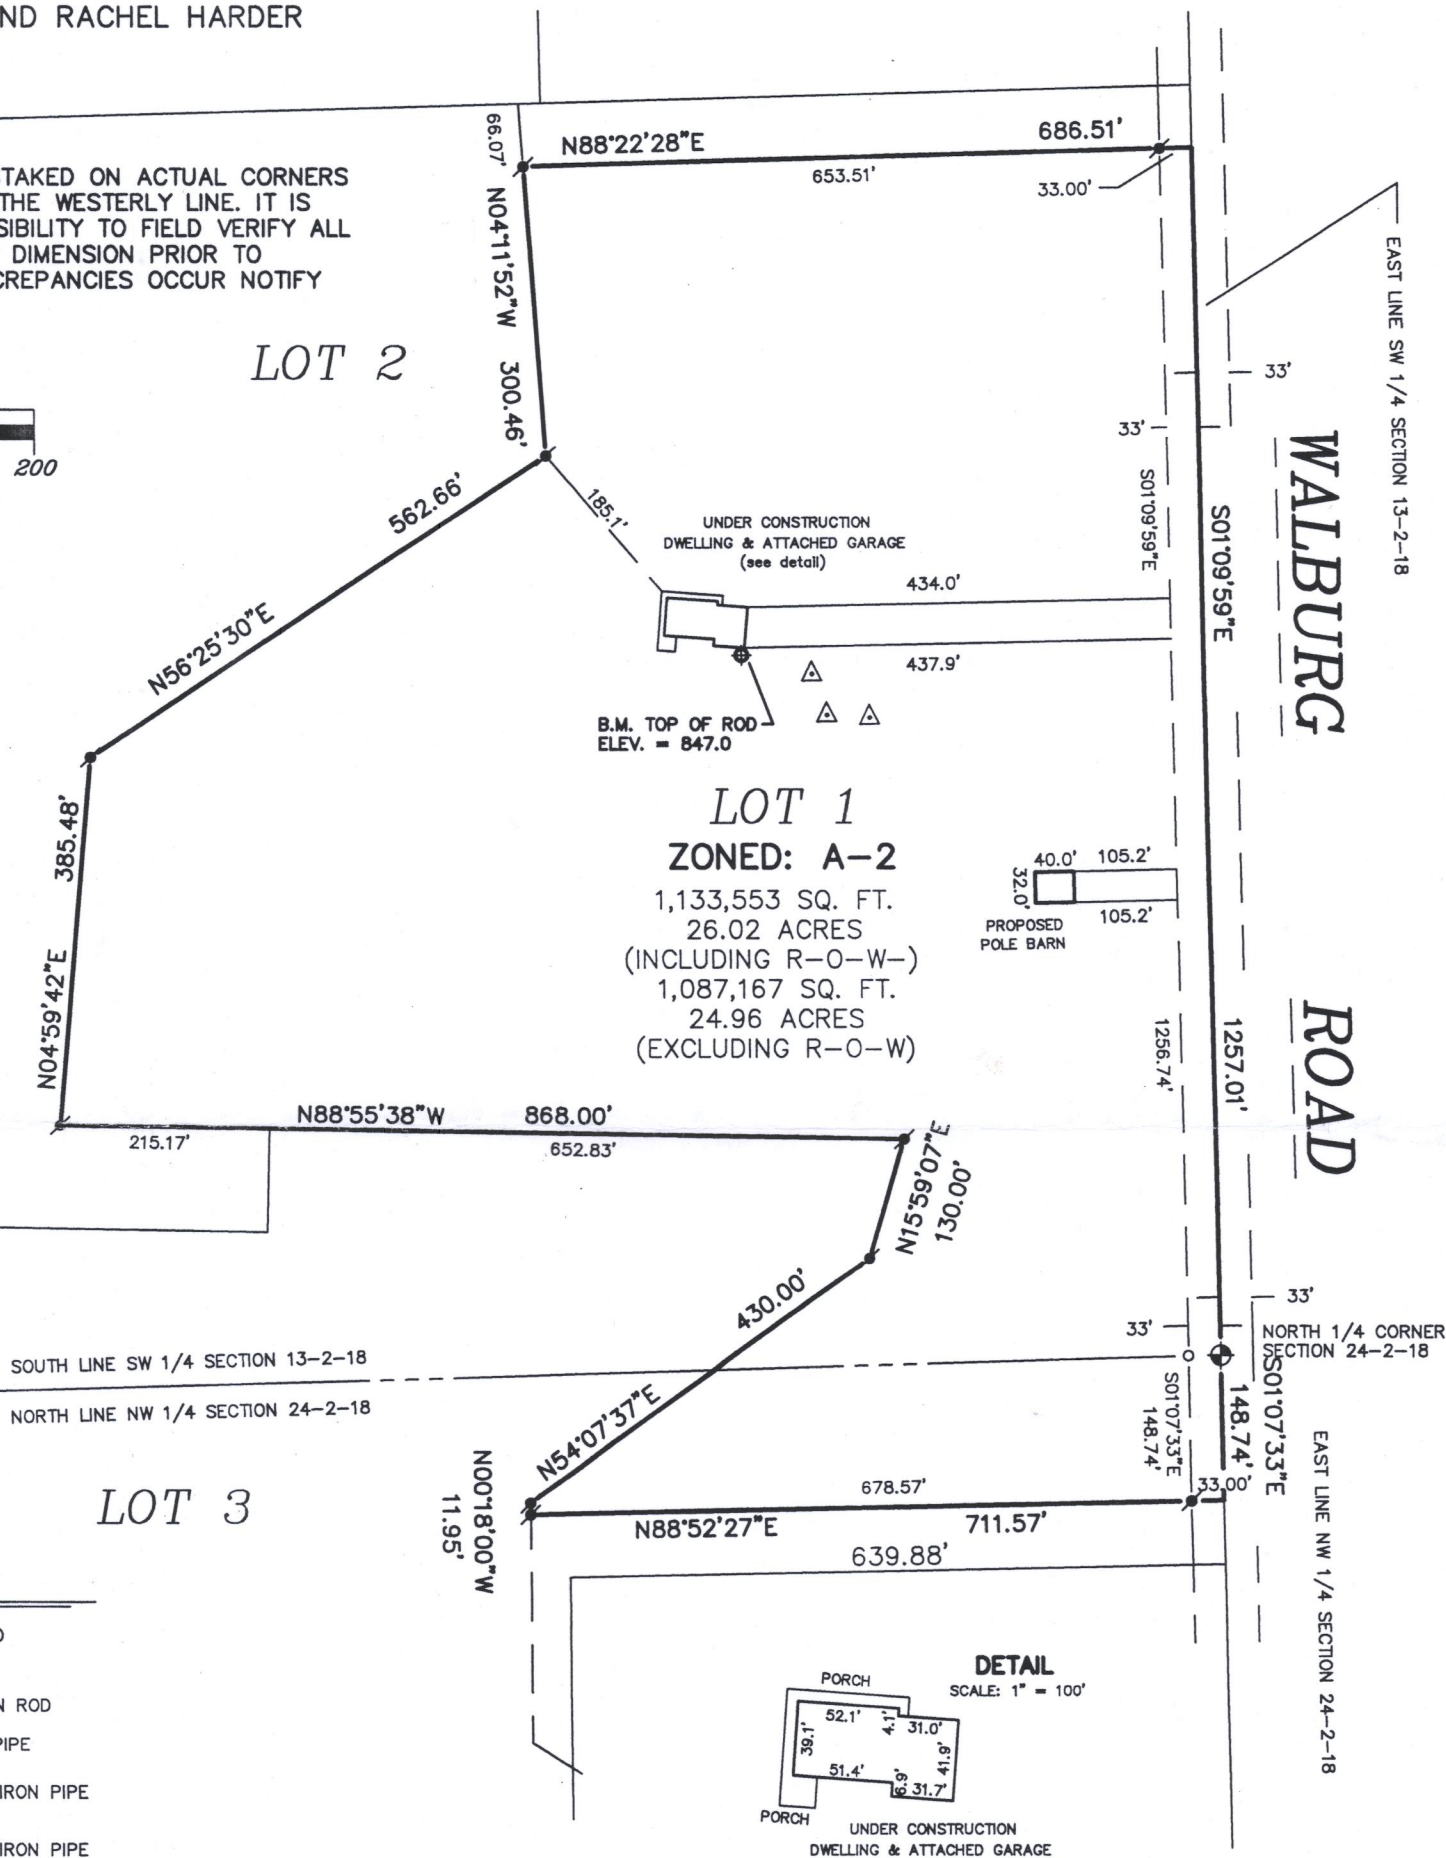 ND RACHEL HARDER
66.07'
N88°22'28"E
686.51'
653.51'
33.00'
TAKED ON ACTUAL CORNERS
THE WESTERLY LINE. IT IS
SIBILITY TO FIELD VERIFY ALL
DIMENSION PRIOR TO
CREPANCIES OCCUR NOTIFY
N04°11'52"W 300.46'
EAST LINE SW 1/4 SECTION 13-2-18
LOT 2
33'
33'
200
562.66'
N56°25'30"E
185.1'
UNDER CONSTRUCTION
DWELLING & ATTACHED GARAGE
(see detail)
434.0'
437.9'
S01°09'59"E
S01°09'59"E
WALBURG
ROAD
B.M. TOP OF ROD
ELEV. = 847.0
LOT 1
ZONED: A-2
1,133,553 SQ. FT.
26.02 ACRES
(INCLUDING R-O-W-)
1,087,167 SQ. FT.
24.96 ACRES
(EXCLUDING R-O-W)
40.0' 105.2'
32.0'
105.2'
PROPOSED
POLE BARN
385.48'
N04°59'42"E
1256.74'
1257.01'
N88°55'38"W 868.00'
215.17'
652.83'
N15°59'07"E
130.00'
430.00'
N54°07'37"E
33'
33'
NORTH 1/4 CORNER
SECTION 24-2-18
SOUTH LINE SW 1/4 SECTION 13-2-18
NORTH LINE NW 1/4 SECTION 24-2-18
S01°07'33"E
148.74'
S01°07'33"E
148.74'
33.00'
EAST LINE NW 1/4 SECTION 24-2-18
LOT 3
N00°18'00"W
11.95'
678.57'
N88°52'27"E
711.57'
639.88'
DETAIL
SCALE: 1" = 100'
PORCH
52.1'
4.1'
31.0'
39.1'
41.9'
51.4'
6.9'
31.7'
PORCH
UNDER CONSTRUCTION
DWELLING & ATTACHED GARAGE
N ROD
PIPE
IRON PIPE
IRON PIPE